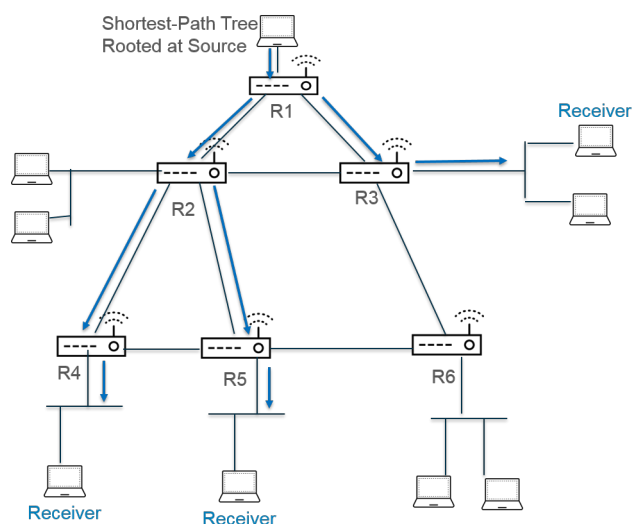 Shortest-Path Tree
Rooted at Source
R1
Receiver
R2
R3
R4
R5
R6
Receiver
Receiver